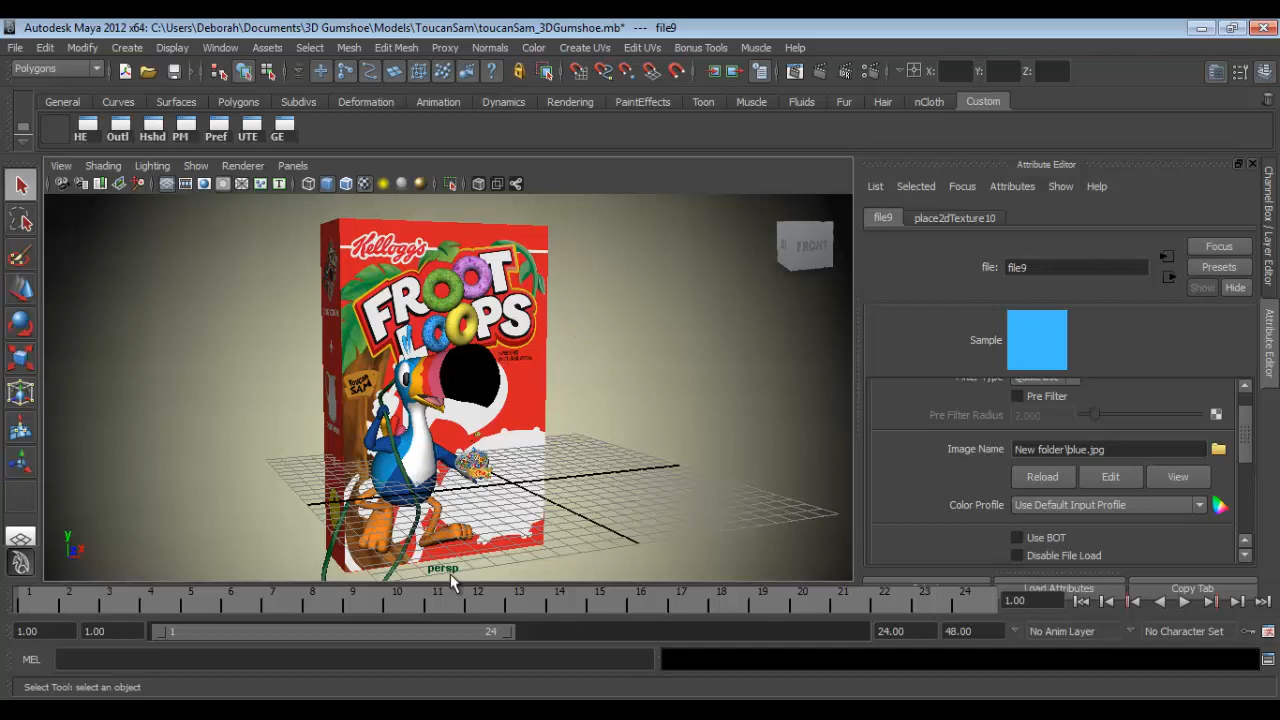 Autodesk Maya 2012 x64: C:\Users\Deborah\Documents\3D Gumshoe\Models\ToucanSam\toucanSam_3DGumshoe.mb* --- file9
File Edit Modify Create Display Window Assets Select Mesh Edit Mesh Proxy Normals Color Create UVs Edit UVs Bonus Tools Muscle Help
Polygons
X: Y: Z:
General Curves Surfaces Polygons Subdivs Deformation Animation Dynamics Rendering PaintEffects Toon Muscle Fluids Fur Hair nCloth Custom
HE Outl Hshd PM Pref UTE GE
View Shading Lighting Show Renderer Panels
Attribute Editor
List Selected Focus Attributes Show Help
file9 place2dTexture10
file: file9
Focus
Presets
Show Hide
Sample
Pre Filter
Pre Filter Radius 2.000
Image Name New folder\blue.jpg
Reload Edit View
Color Profile Use Default Input Profile
Use BOT
Disable File Load
Load Attributes Copy Tab
Channel Box / Layer Editor
Attribute Editor
FRONT
Kellogg's
FROOT
LOOPS
TOUCAN
SAM
y
x
persp
1 2 3 4 5 6 7 8 9 10 11 12 13 14 15 16 17 18 19 20 21 22 23 24
1.00
1.00 1.00 1 24 24.00 48.00 No Anim Layer No Character Set
MEL
Select Tool: select an object